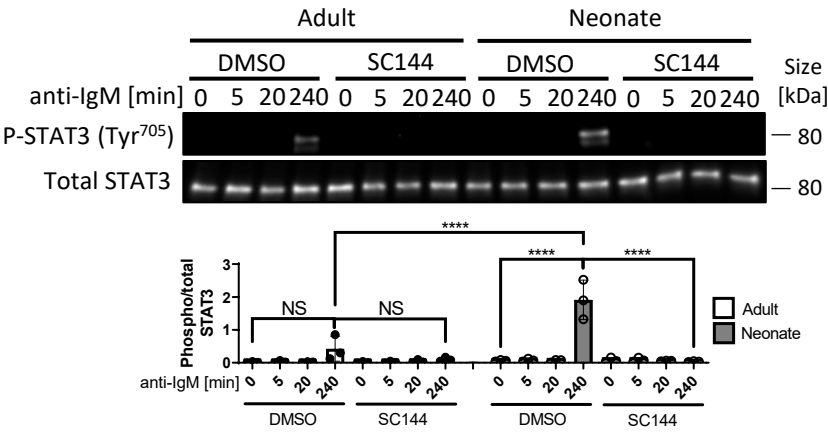 Adult Neonate
DMSO SC144 DMSO SC144 Size
anti-IgM [min] 0 5 20 240 0 5 20 240 0 5 20 240 0 5 20 240 [kDa]
P-STAT3 (Tyr705) 80
Total STAT3 80
****
**** ****
NS NS
Phospho/total
STAT3
3
2
1
0
Adult
Neonate
anti-IgM [min] 0 5 20 240 0 5 20 240 0 5 20 240 0 5 20 240
DMSO SC144 DMSO SC144